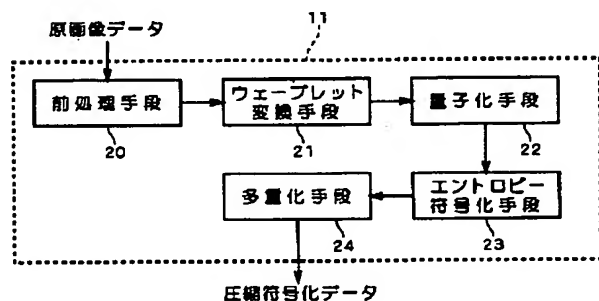 原画像データ
11
前処理手段
20
ウェーブレット
変換手段
21
量子化手段
22
エントロピー
符号化手段
23
多重化手段
24
圧縮符号化データ